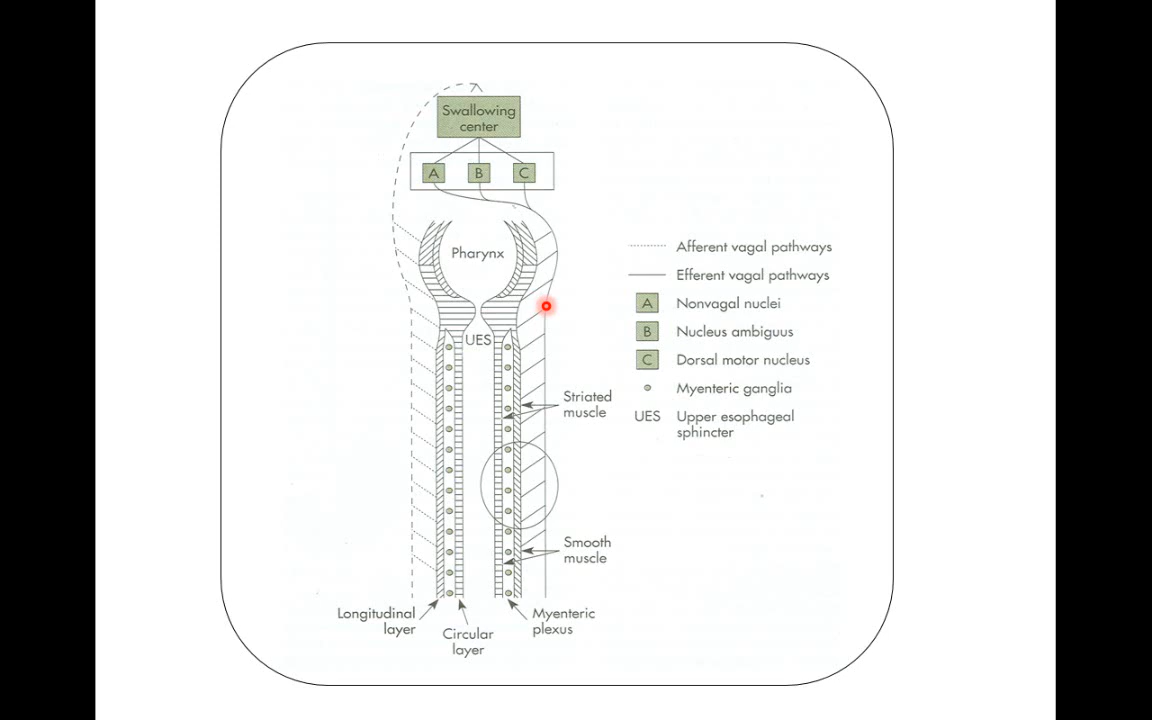 Swallowing
center
A B C
Pharynx
UES
Striated
muscle
Smooth
muscle
Longitudinal
layer
Circular
layer
Myenteric
plexus
Afferent vagal pathways
Efferent vagal pathways
A Nonvagal nuclei
B Nucleus ambiguus
C Dorsal motor nucleus
Myenteric ganglia
UES Upper esophageal
sphincter